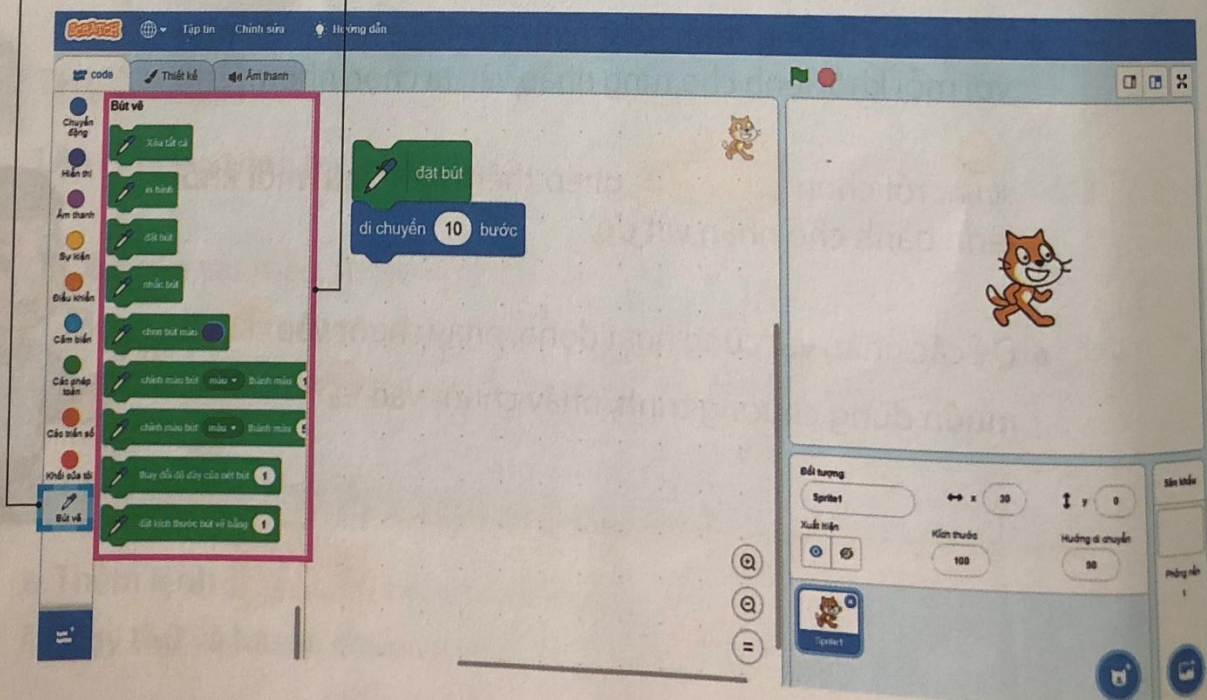 SCRATCH
Tập tin Chỉnh sửa Hướng dẫn
code Thiết kế Âm thanh
Chuyển động
Hiển thị
Âm thanh
Sự kiện
Điều khiển
Cảm biến
Các phép toán
Các biến số
Khối của tôi
Bút vẽ
Bút vẽ
Xóa tất cả
in hình
đặt bút
nhấc bút
chọn bút màu
chỉnh màu bút màu thành màu
chỉnh màu bút màu thành màu
thay đổi độ dày của nét bút 1
đặt kích thước bút vẽ bằng 1
đặt bút
di chuyển 10 bước
=
Đối tượng
Sprite1 x 30 y 0
Xuất hiện Kích thước Hướng di chuyển
100 90
Sprite1
Sân khấu
Phông nền
1